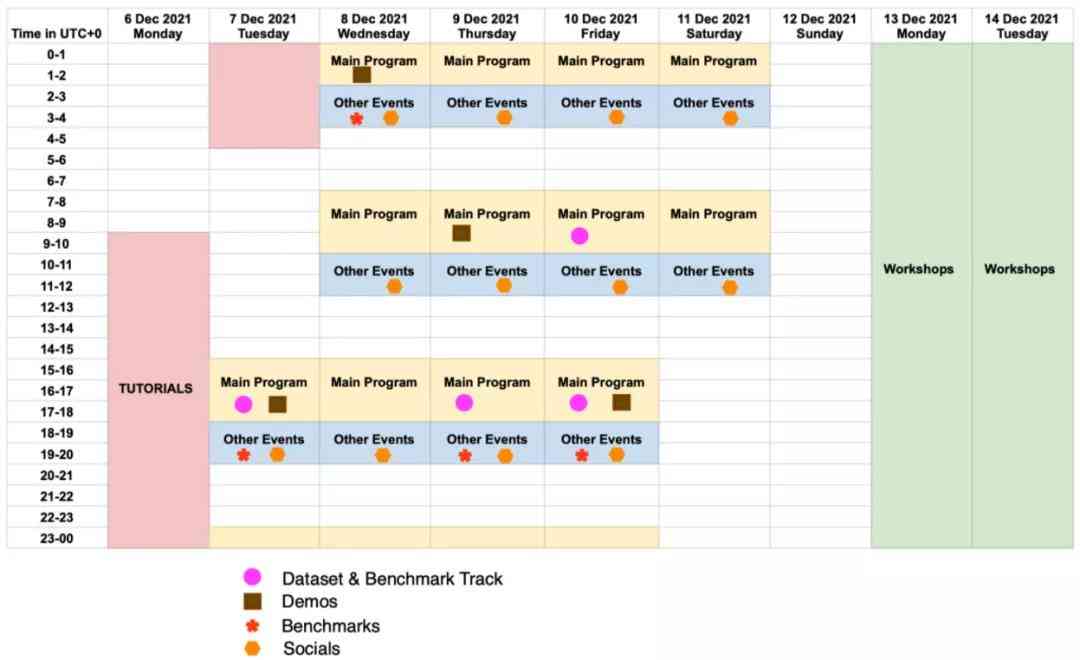 6 Dec 2021 7 Dec 2021 8 Dec 2021 9 Dec 2021 10 Dec 2021 11 Dec 2021 12 Dec 2021 13 Dec 2021 14 Dec 2021
Time in UTC+0 Monday Tuesday Wednesday Thursday Friday Saturday Sunday Monday Tuesday
0-1 Main Program Main Program Main Program Main Program
1-2
2-3 Other Events Other Events Other Events Other Events
3-4
4-5
5-6
6-7
7-8
8-9 Main Program Main Program Main Program Main Program
9-10
10-11 Other Events Other Events Other Events Other Events Workshops Workshops
11-12
12-13
13-14
14-15
15-16
16-17 TUTORIALS Main Program Main Program Main Program Main Program
17-18
18-19 Other Events Other Events Other Events Other Events
19-20
20-21
21-22
22-23
23-00
Dataset & Benchmark Track
Demos
Benchmarks
Socials